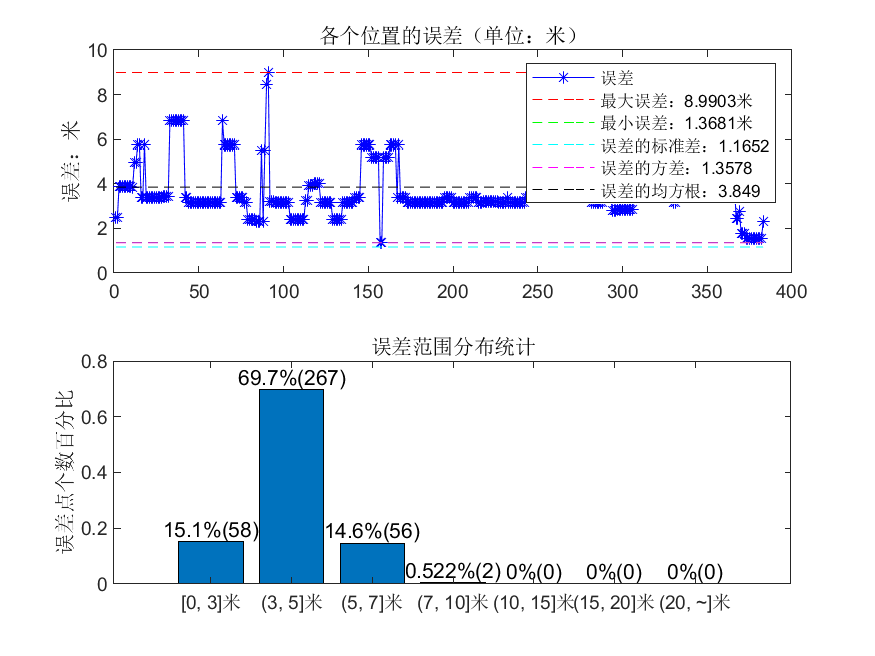 各个位置的误差（单位：米）
误差：米
10
8
6
4
2
0
误差
最大误差：8.9903米
最小误差：1.3681米
误差的标准差：1.1652
误差的方差：1.3578
误差的均方根：3.849
0 50 100 150 200 250 300 350 400
误差范围分布统计
误差点个数百分比
0.8
0.6
0.4
0.2
0
69.7%(267)
15.1%(58) 14.6%(56)
0.522%(2) 0%(0) 0%(0) 0%(0)
[0, 3]米 (3, 5]米 (5, 7]米 (7, 10]米 (10, 15]米 (15, 20]米 (20, ~]米